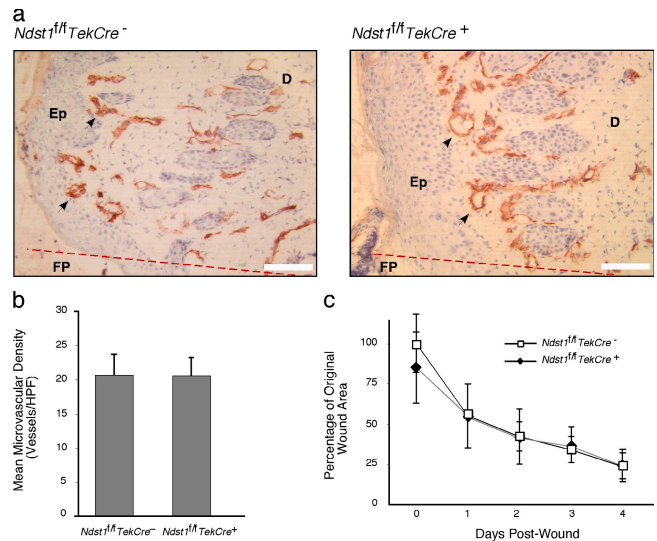 a
Ndst1f/fTekCre - Ndst1f/fTekCre +
D
Ep
FP
D
Ep
FP
b
Mean Microvascular Density
(Vessels/HPF)
30
25
20
15
10
5
0
Ndst1f/fTekCre– Ndst1f/fTekCre+
c
Percentage of Original
Wound Area
100
75
50
25
0 1 2 3 4
Days Post-Wound
Ndst1f/fTekCre -
Ndst1f/fTekCre +